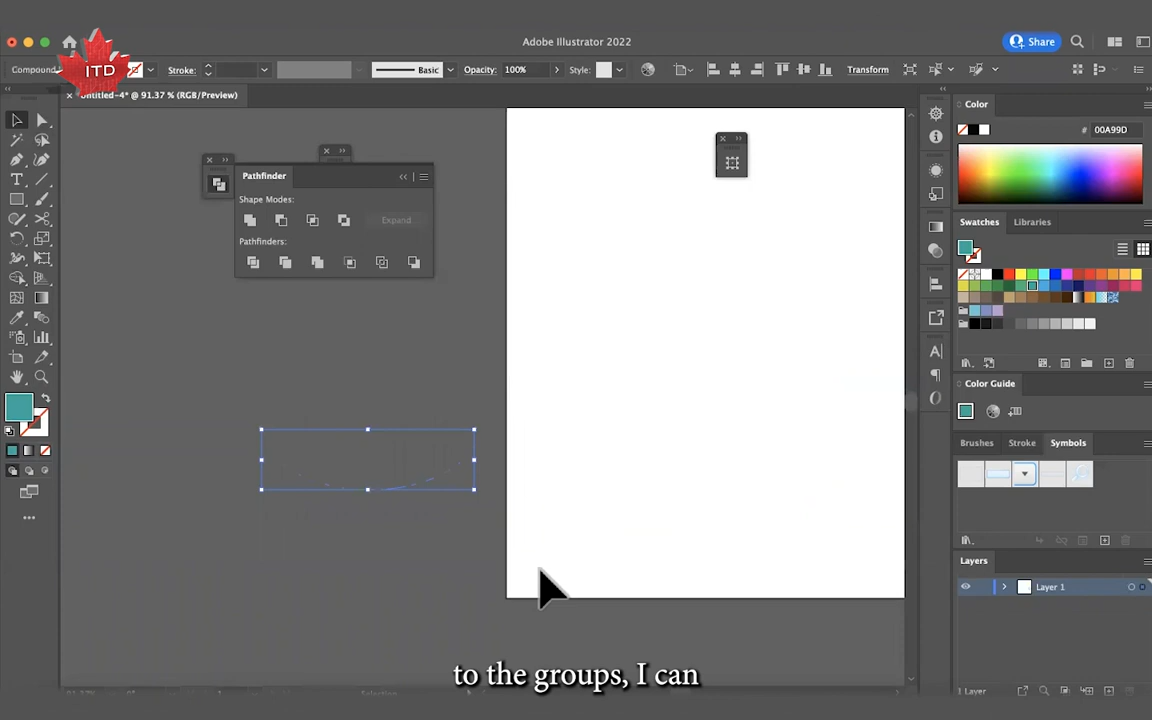 Adobe Illustrator 2022
Share
ITD
Compound
Stroke:
Basic
Opacity: 100%
Style:
Transform
Untitled-4* @ 91.37 % (RGB/Preview)
Color
# 00A99D
Pathfinder
Shape Modes:
Expand
Pathfinders:
Swatches
Libraries
Color Guide
Brushes
Stroke
Symbols
Layers
Layer 1
to the groups, I can
1 Layer